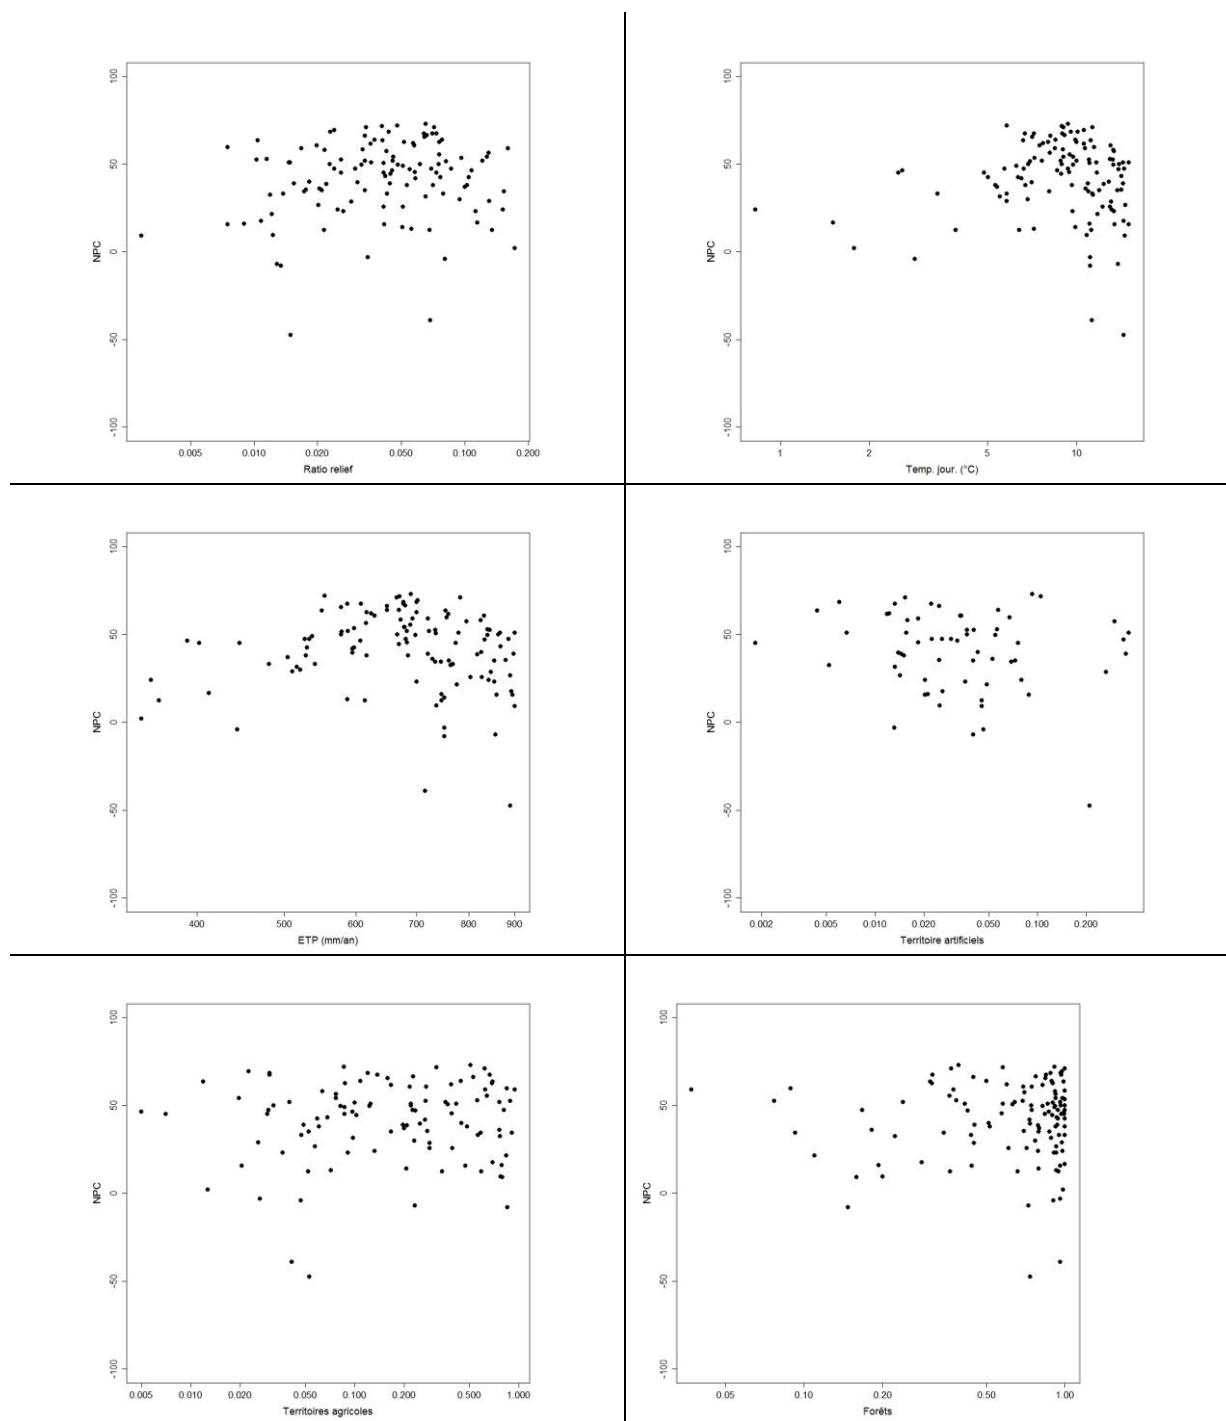 100
50
0
-50
-100
NPC
0.005 0.010 0.020 0.050 0.100 0.200
Ratio relief
100
50
0
-50
-100
NPC
1 2 5 10
Temp. jour. (°C)
100
50
0
-50
-100
NPC
400 500 600 700 800 900
ETP (mm/an)
100
50
0
-50
-100
NPC
0.002 0.005 0.010 0.020 0.050 0.100 0.200
Territoire artificiels
100
50
0
-50
-100
NPC
0.005 0.010 0.020 0.050 0.100 0.200 0.500 1.000
Territoires agricoles
100
50
0
-50
-100
NPC
0.05 0.10 0.20 0.50 1.00
Forêts